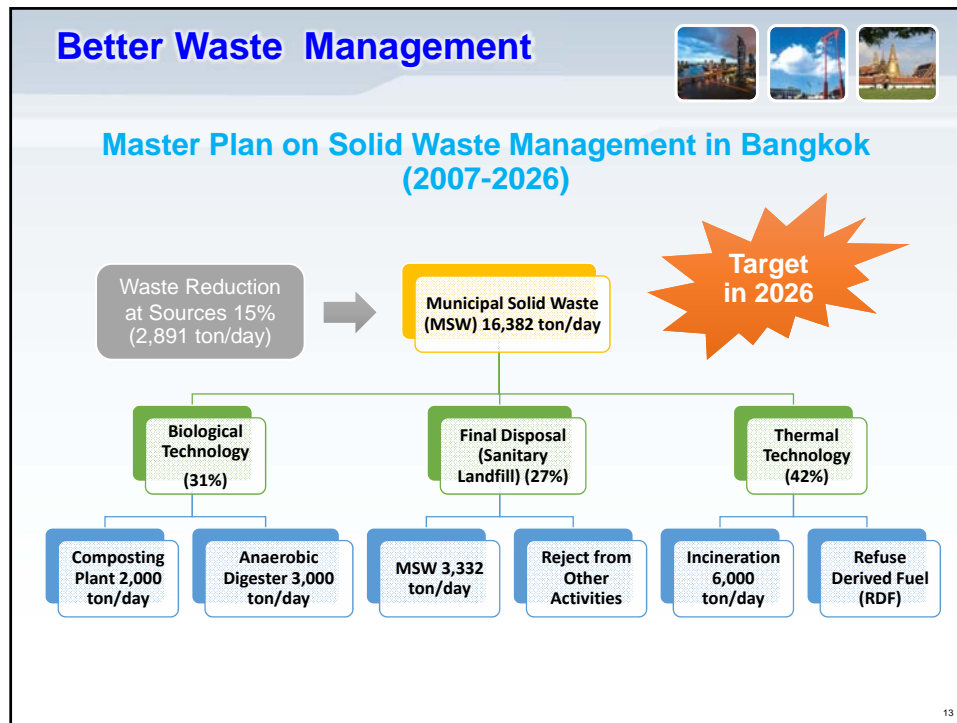 Better Waste Management
Master Plan on Solid Waste Management in Bangkok
(2007-2026)
Target
in 2026
Waste Reduction
at Sources 15%
(2,891 ton/day)
Municipal Solid Waste
(MSW) 16,382 ton/day
Biological
Technology
(31%)
Final Disposal
(Sanitary
Landfill) (27%)
Thermal
Technology
(42%)
Composting
Plant 2,000
ton/day
Anaerobic
Digester 3,000
ton/day
MSW 3,332
ton/day
Reject from
Other
Activities
Incineration
6,000
ton/day
Refuse
Derived Fuel
(RDF)
13